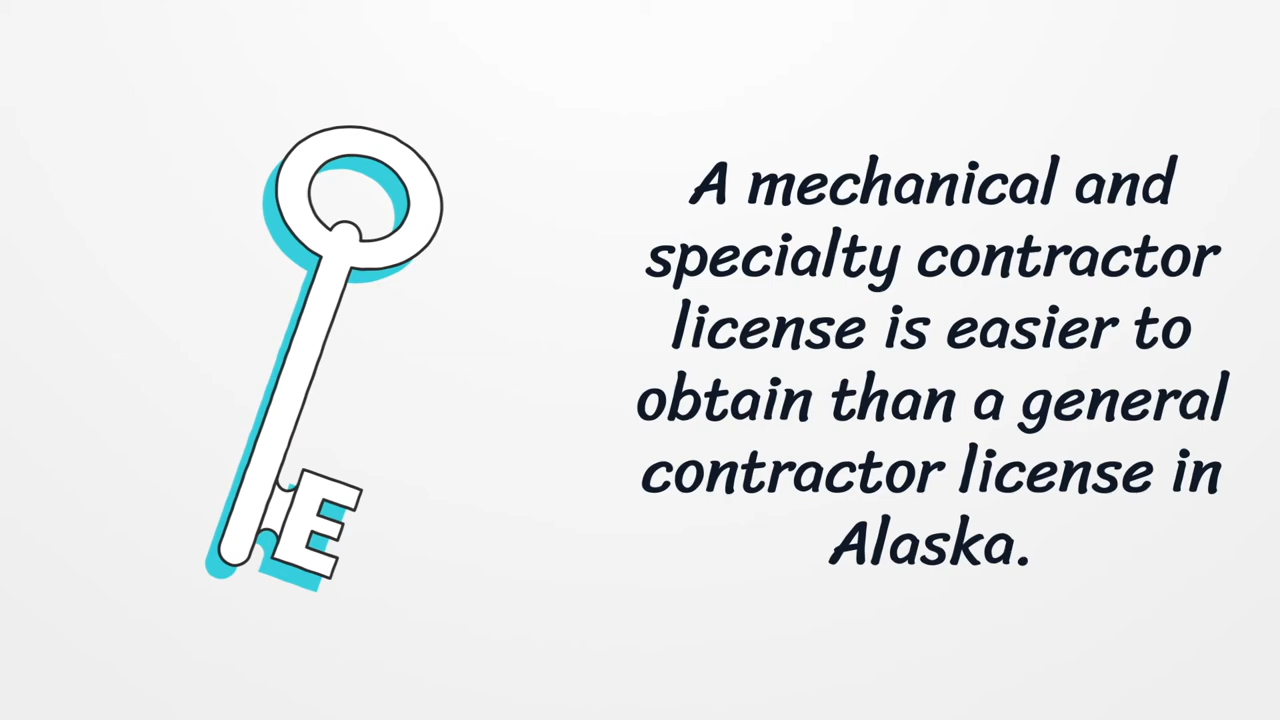 A mechanical and
specialty contractor
license is easier to
obtain than a general
contractor license in
Alaska.
E